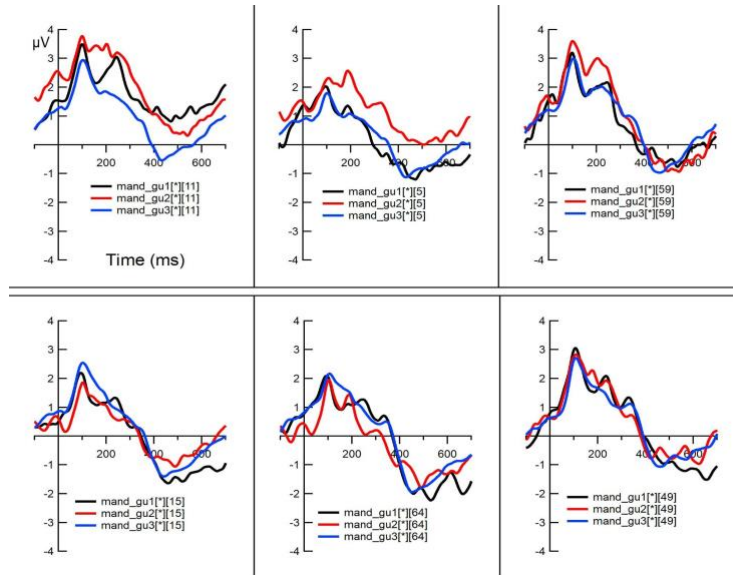 4
µV
3
2
1
-1
-2
-3
-4
400
600
mand_gu1[*][11]
mand_gu2[*][11]
mand_gu3[*][11]
Time (ms)
4
3
2
1
-1
-2
-3
-4
200
mand_gu1[*][5]
mand_gu2[*][5]
mand_gu3[*][5]
4
3
2
1
-1
-2
-3
-4
200
mand_gu1[*][59]
mand_gu2[*][59]
mand_gu3[*][59]
4
3
2
1
-1
-2
-3
-4
200
600
mand_gu1[*][15]
mand_gu2[*][15]
mand_gu3[*][15]
4
3
2
1
-1
-2
-3
-4
200
600
mand_gu1[*][64]
mand_gu2[*][64]
mand_gu3[*][64]
4
3
2
1
-1
-2
-3
-4
200
400
600
mand_gu1[*][49]
mand_gu2[*][49]
mand_gu3[*][49]